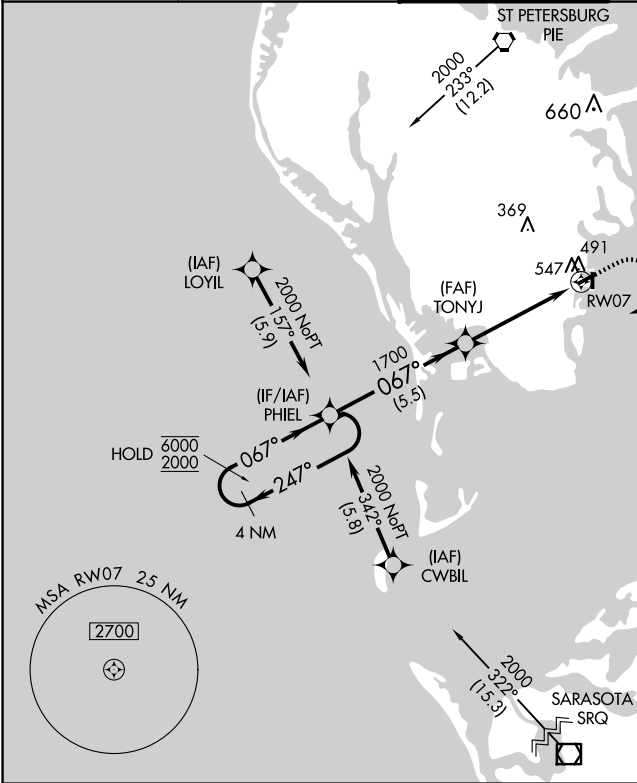 ST PETERSBURG
PIE
2000
233°
(12.2)
660
369
491
547
RW07
(IAF)
LOYIL
2000 NoPT
157°
(5.9)
(FAF)
TONYJ
1700
067°
(5.5)
(IF/IAF)
PHIEL
HOLD
6000
2000
067°
247°
4 NM
2000 NoPT
342°
(5.8)
(IAF)
CWBIL
MSA RW07 25 NM
2700
2000
322°
(15.3)
SARASOTA
SRQ